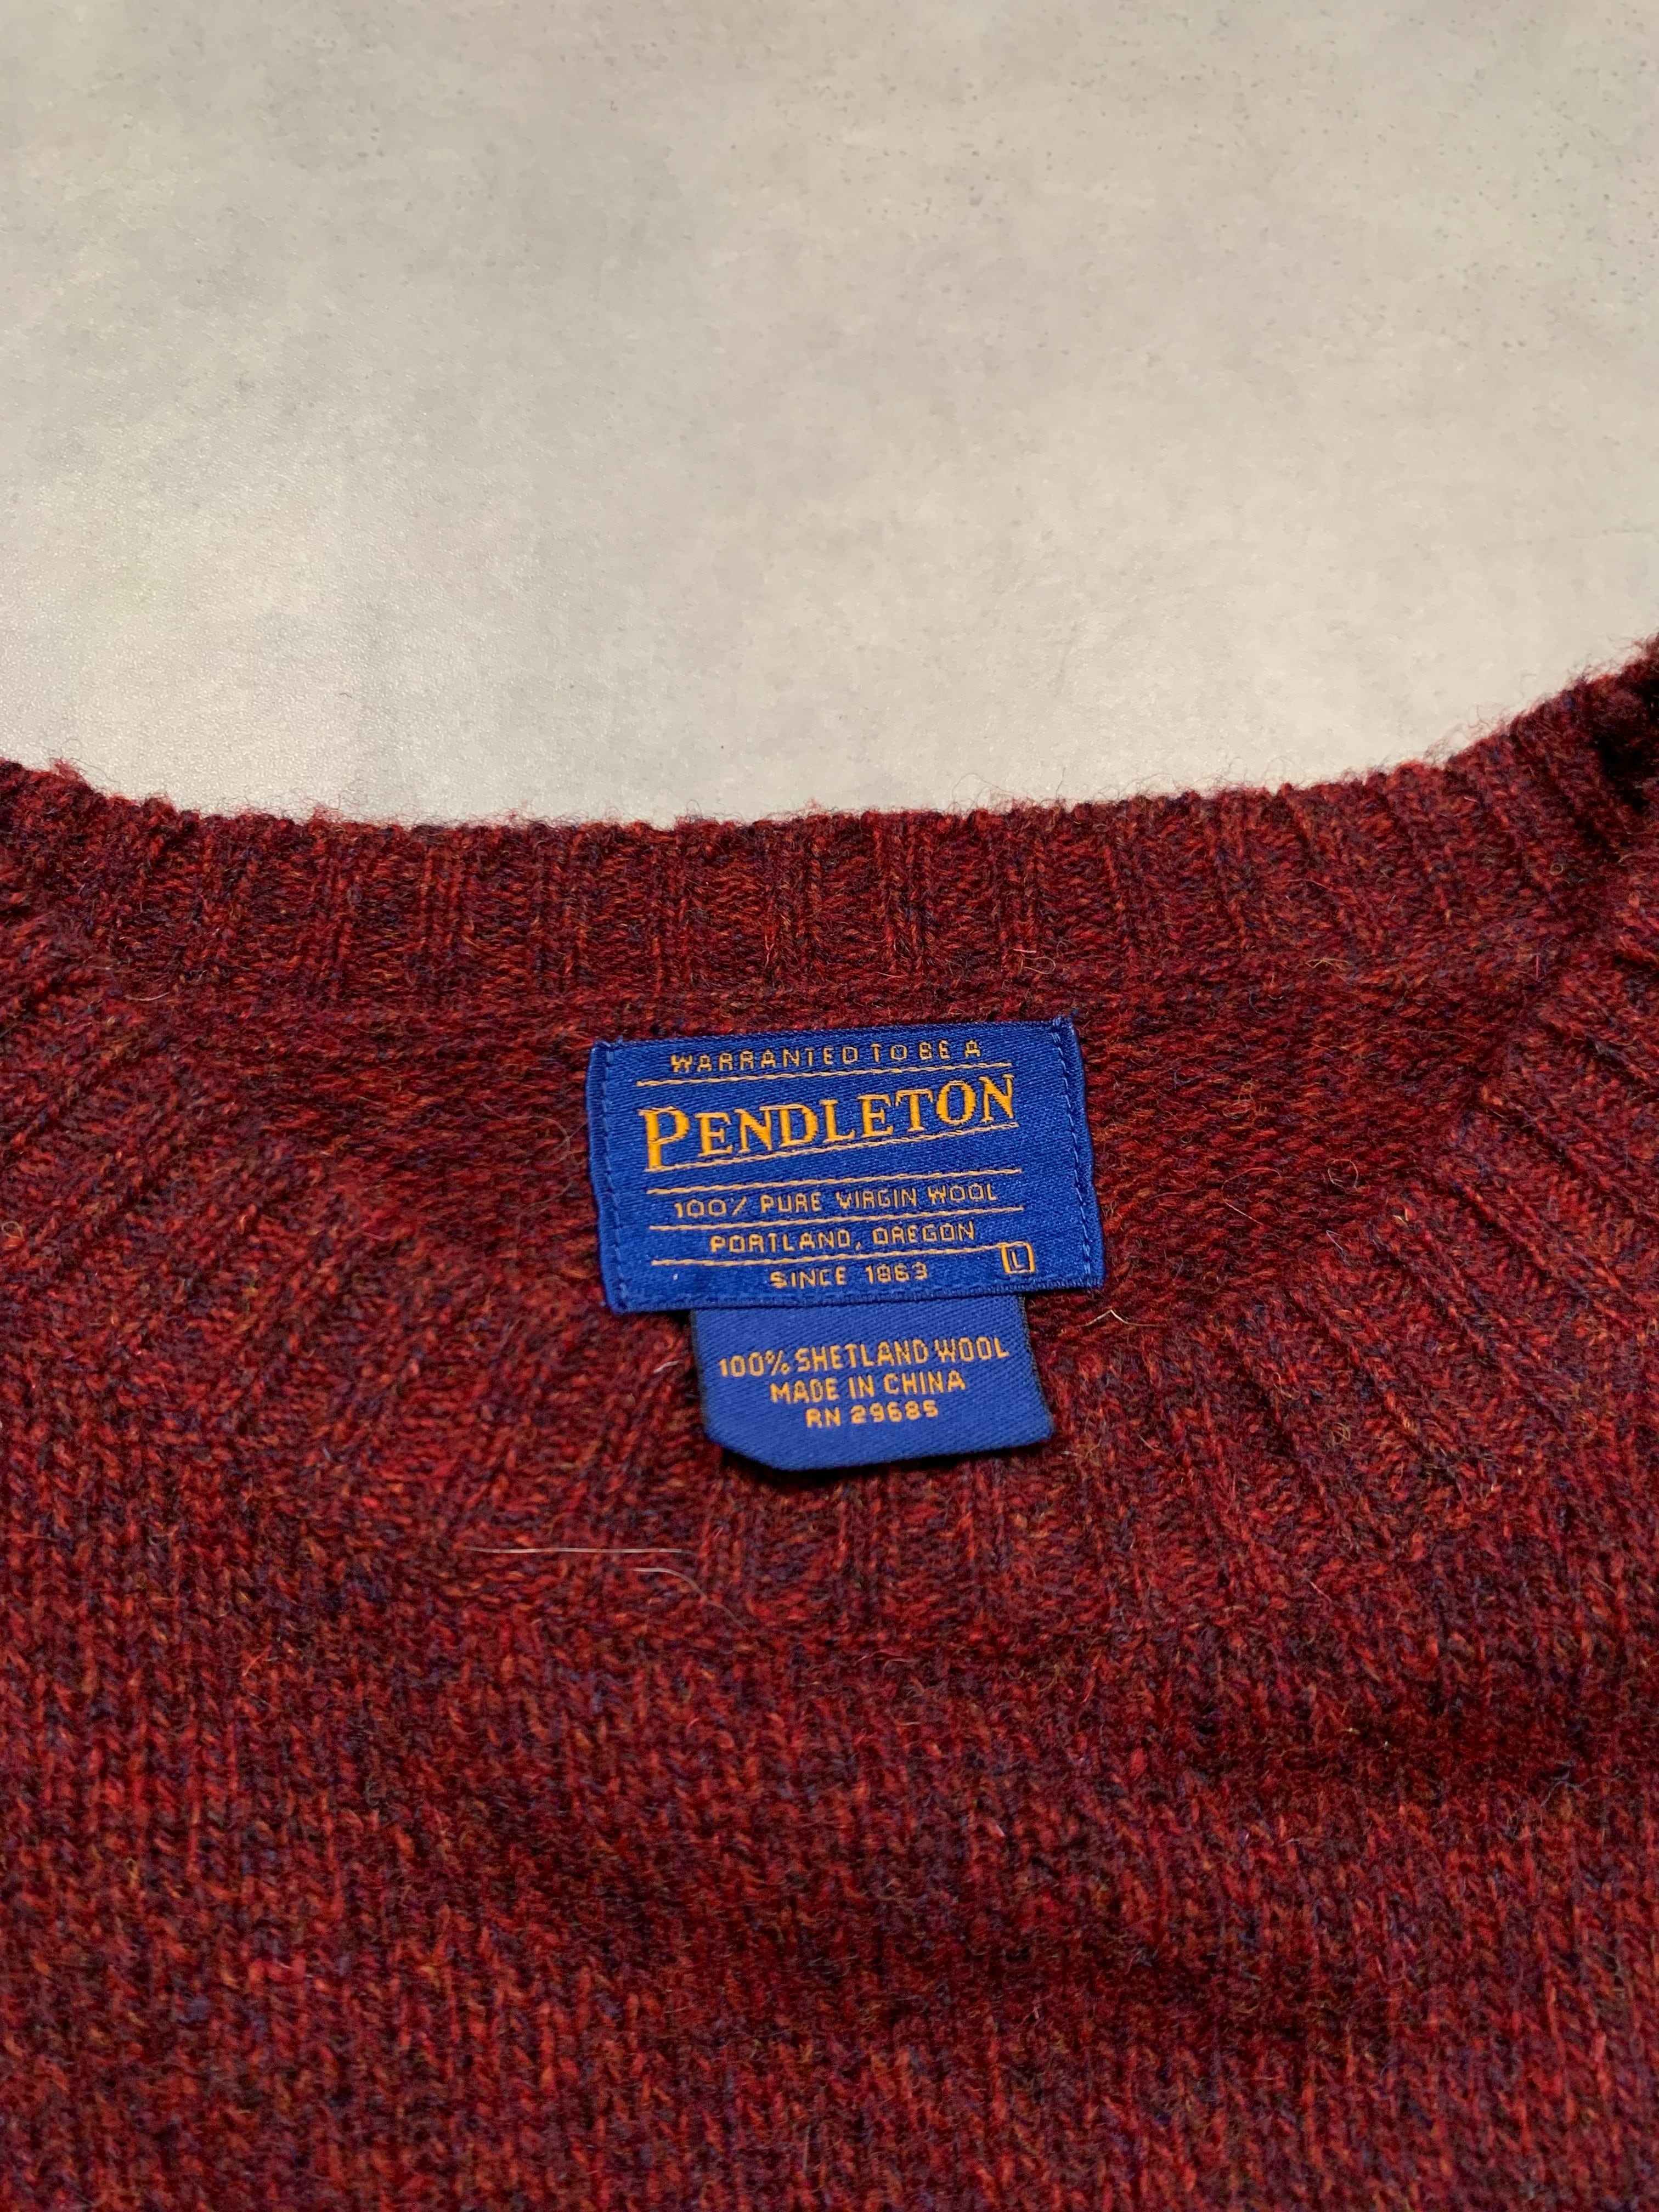 WARRANTED TO BE A
PENDLETON
100% PURE VIRGIN WOOL
PORTLAND, OREGON
SINCE 1863
L
100% SHETLAND WOOL
MADE IN CHINA
RN 29685